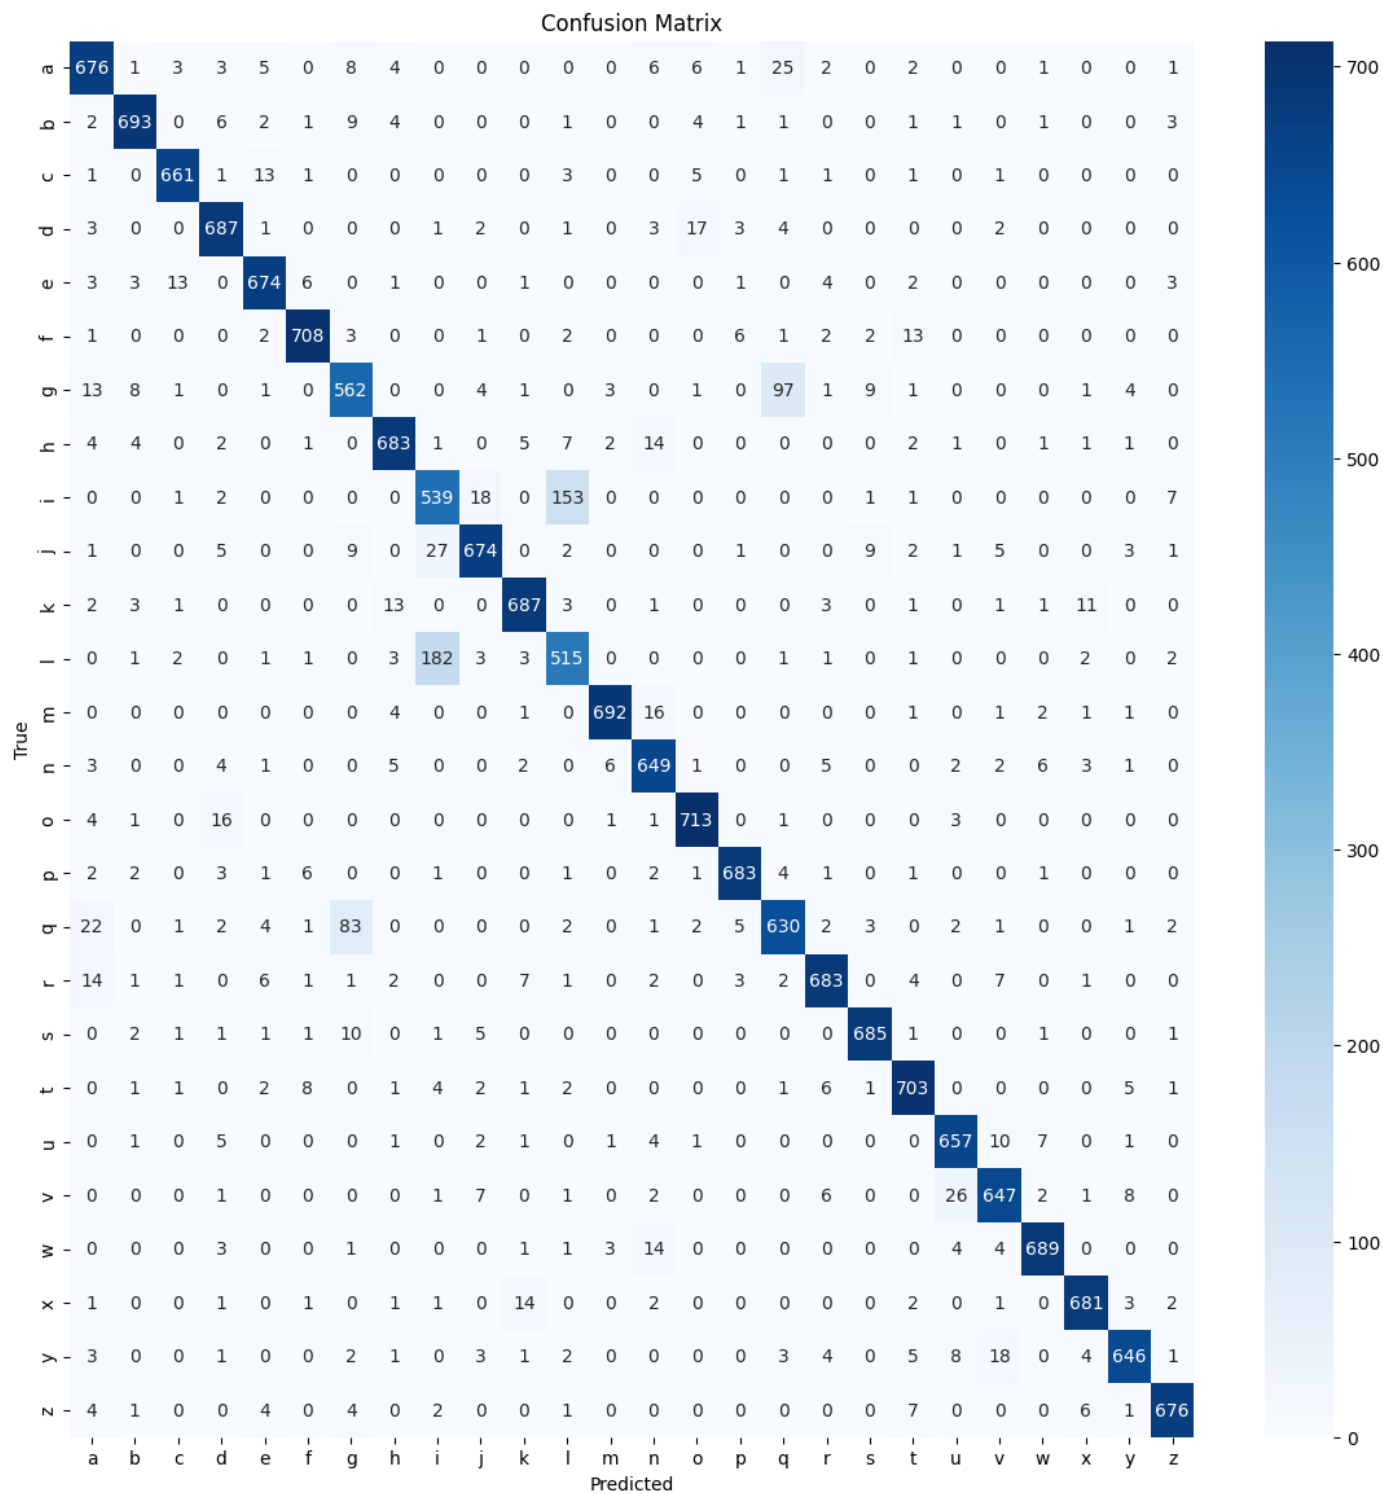 Confusion Matrix
a 676 1 3 3 5 0 8 4 0 0 0 0 0 6 6 1 25 2 0 2 0 0 1 0 0 1
b 2 693 0 6 2 1 9 4 0 0 0 1 0 0 4 1 1 0 0 1 1 0 1 0 0 3
c 1 0 661 1 13 1 0 0 0 0 0 3 0 0 5 0 1 1 0 1 0 1 0 0 0 0
d 3 0 0 687 1 0 0 0 1 2 0 1 0 3 17 3 4 0 0 0 0 2 0 0 0 0
e 3 3 13 0 674 6 0 1 0 0 1 0 0 0 0 1 0 4 0 2 0 0 0 0 0 3
f 1 0 0 0 2 708 3 0 0 1 0 2 0 0 0 6 1 2 2 13 0 0 0 0 0 0
g 13 8 1 0 1 0 562 0 0 4 1 0 3 0 1 0 97 1 9 1 0 0 0 1 4 0
h 4 4 0 2 0 1 0 683 1 0 5 7 2 14 0 0 0 0 0 2 1 0 1 1 1 0
i 0 0 1 2 0 0 0 0 539 18 0 153 0 0 0 0 0 0 1 1 0 0 0 0 0 7
j 1 0 0 5 0 0 9 0 27 674 0 2 0 0 0 1 0 0 9 2 1 5 0 0 3 1
k 2 3 1 0 0 0 0 13 0 0 687 3 0 1 0 0 0 3 0 1 0 1 1 11 0 0
l 0 1 2 0 1 1 0 3 182 3 3 515 0 0 0 0 1 1 0 1 0 0 0 2 0 2
m 0 0 0 0 0 0 0 4 0 0 1 0 692 16 0 0 0 0 0 1 0 1 2 1 1 0
n 3 0 0 4 1 0 0 5 0 0 2 0 6 649 1 0 0 5 0 0 2 2 6 3 1 0
o 4 1 0 16 0 0 0 0 0 0 0 0 1 1 713 0 1 0 0 0 3 0 0 0 0 0
p 2 2 0 3 1 6 0 0 1 0 0 1 0 2 1 683 4 1 0 1 0 0 1 0 0 0
q 22 0 1 2 4 1 83 0 0 0 0 2 0 1 2 5 630 2 3 0 2 1 0 0 1 2
r 14 1 1 0 6 1 1 2 0 0 7 1 0 2 0 3 2 683 0 4 0 7 0 1 0 0
s 0 2 1 1 1 1 10 0 1 5 0 0 0 0 0 0 0 0 685 1 0 0 1 0 0 1
t 0 1 1 0 2 8 0 1 4 2 1 2 0 0 0 0 1 6 1 703 0 0 0 0 5 1
u 0 1 0 5 0 0 0 1 0 2 1 0 1 4 1 0 0 0 0 0 657 10 7 0 1 0
v 0 0 0 1 0 0 0 0 1 7 0 1 0 2 0 0 0 6 0 0 26 647 2 1 8 0
w 0 0 0 3 0 0 1 0 0 0 1 1 3 14 0 0 0 0 0 0 4 4 689 0 0 0
x 1 0 0 1 0 1 0 1 1 0 14 0 0 2 0 0 0 0 0 2 0 1 0 681 3 2
y 3 0 0 1 0 0 2 1 0 3 1 2 0 0 0 0 3 4 0 5 8 18 0 4 646 1
z 4 1 0 0 4 0 4 0 2 0 0 1 0 0 0 0 0 0 0 7 0 0 0 6 1 676
a b c d e f g h i j k l m n o p q r s t u v w x y z
Predicted
True
700
600
500
400
300
200
100
0